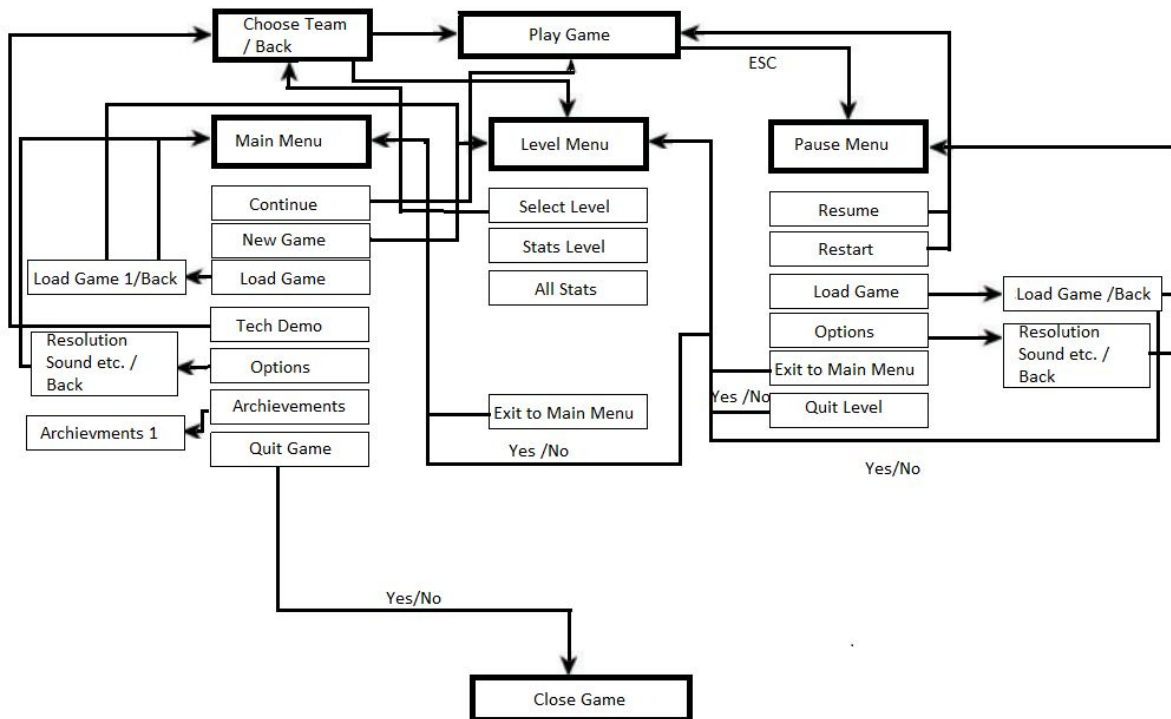 Choose Team
/ Back
Play Game
ESC
Main Menu
Level Menu
Pause Menu
Continue
New Game
Load Game
Load Game 1/Back
Tech Demo
Resolution
Sound etc. /
Back
Options
Archievements
Archievments 1
Quit Game
Select Level
Stats Level
All Stats
Exit to Main Menu
Yes /No
Resume
Restart
Load Game
Load Game /Back
Options
Resolution
Sound etc. /
Back
Exit to Main Menu
Yes /No
Quit Level
Yes/No
Yes/No
Close Game